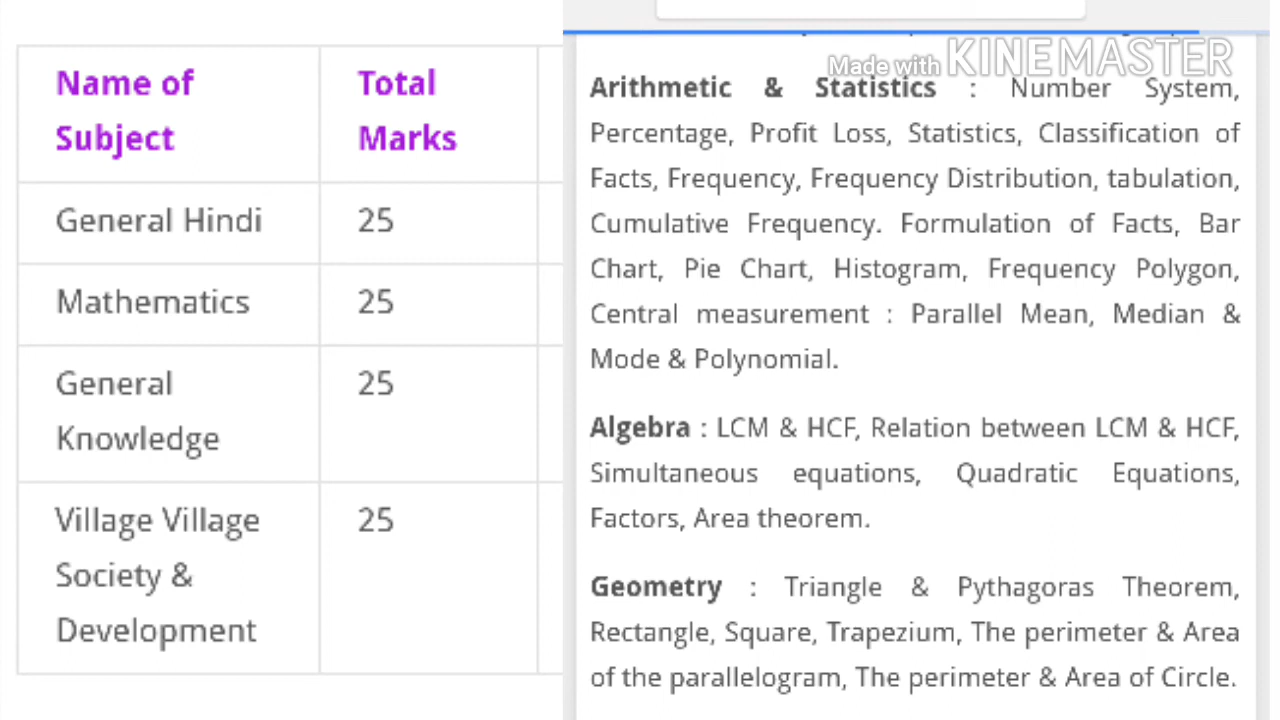 Name of
Subject
Total
Marks
General Hindi
25
Mathematics
25
General
Knowledge
25
Village Village
Society &
Development
25
Made with KINEMASTER
Arithmetic & Statistics : Number System,
Percentage, Profit Loss, Statistics, Classification of
Facts, Frequency, Frequency Distribution, tabulation,
Cumulative Frequency. Formulation of Facts, Bar
Chart, Pie Chart, Histogram, Frequency Polygon,
Central measurement : Parallel Mean, Median &
Mode & Polynomial.
Algebra : LCM & HCF, Relation between LCM & HCF,
Simultaneous equations, Quadratic Equations,
Factors, Area theorem.
Geometry : Triangle & Pythagoras Theorem,
Rectangle, Square, Trapezium, The perimeter & Area
of the parallelogram, The perimeter & Area of Circle.